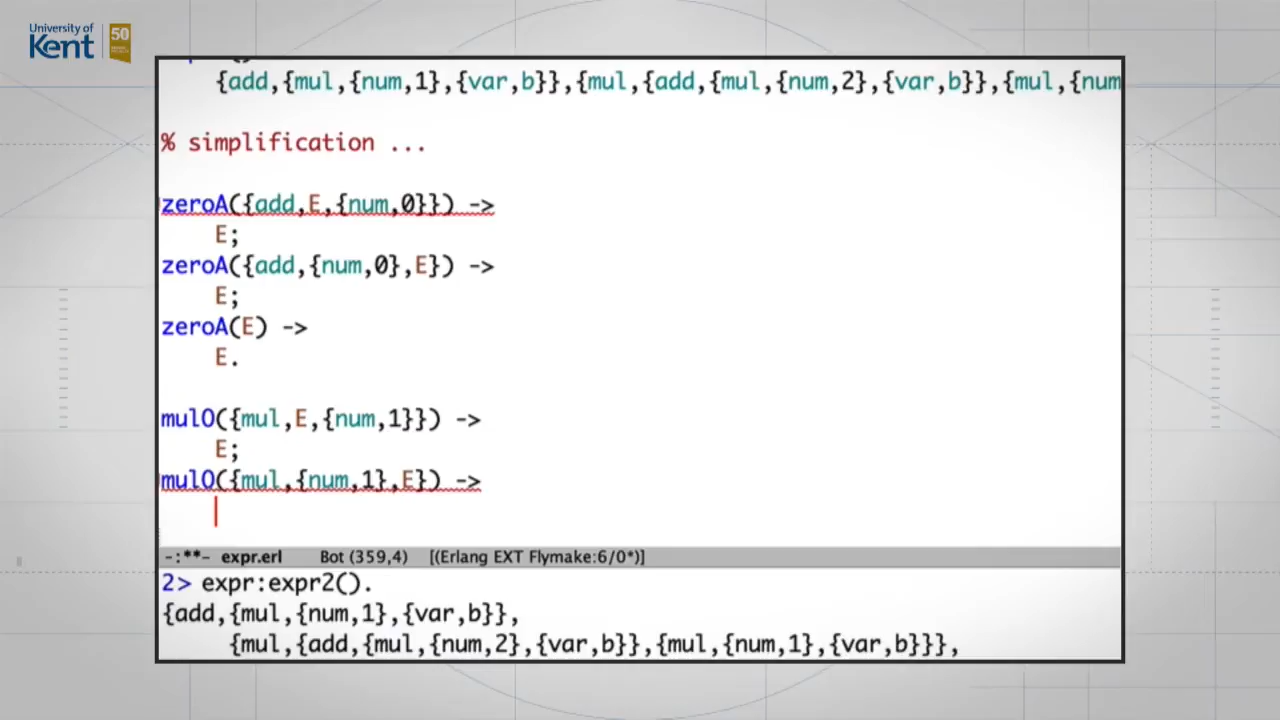 University of
Kent
50
{add,{mul,{num,1},{var,b}},{mul,{add,{mul,{num,2},{var,b}},{mul,{num
% simplification ...
zeroA({add,E,{num,0}}) ->
E;
zeroA({add,{num,0},E}) ->
E;
zeroA(E) ->
E.
mulO({mul,E,{num,1}}) ->
E;
mulO({mul,{num,1},E}) ->
-:**- expr.erl Bot (359,4) [(Erlang EXT Flymake:6/0*)]
2> expr:expr2().
{add,{mul,{num,1},{var,b}},
{mul,{add,{mul,{num,2},{var,b}},{mul,{num,1},{var,b}}},